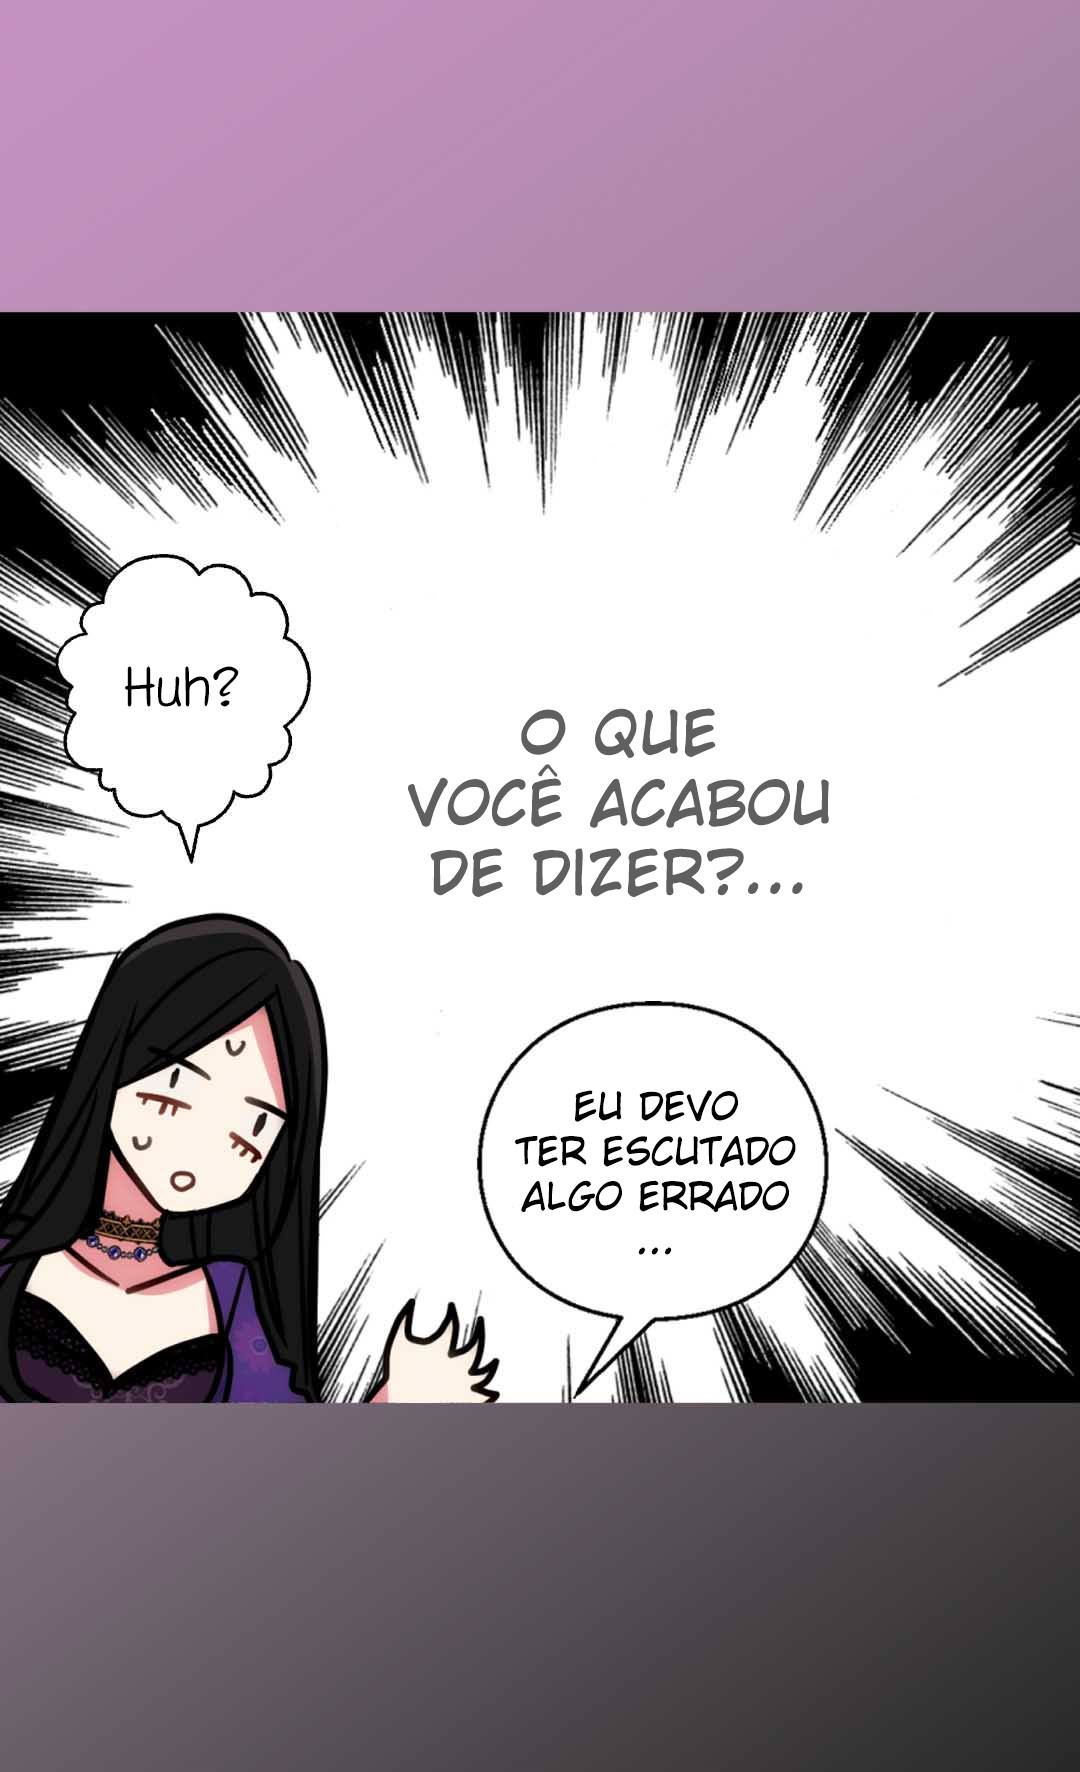 Huh?
O QUE
VOCÊ ACABOU
DE DIZER?...
EU DEVO
TER ESCUTADO
ALGO ERRADO
...